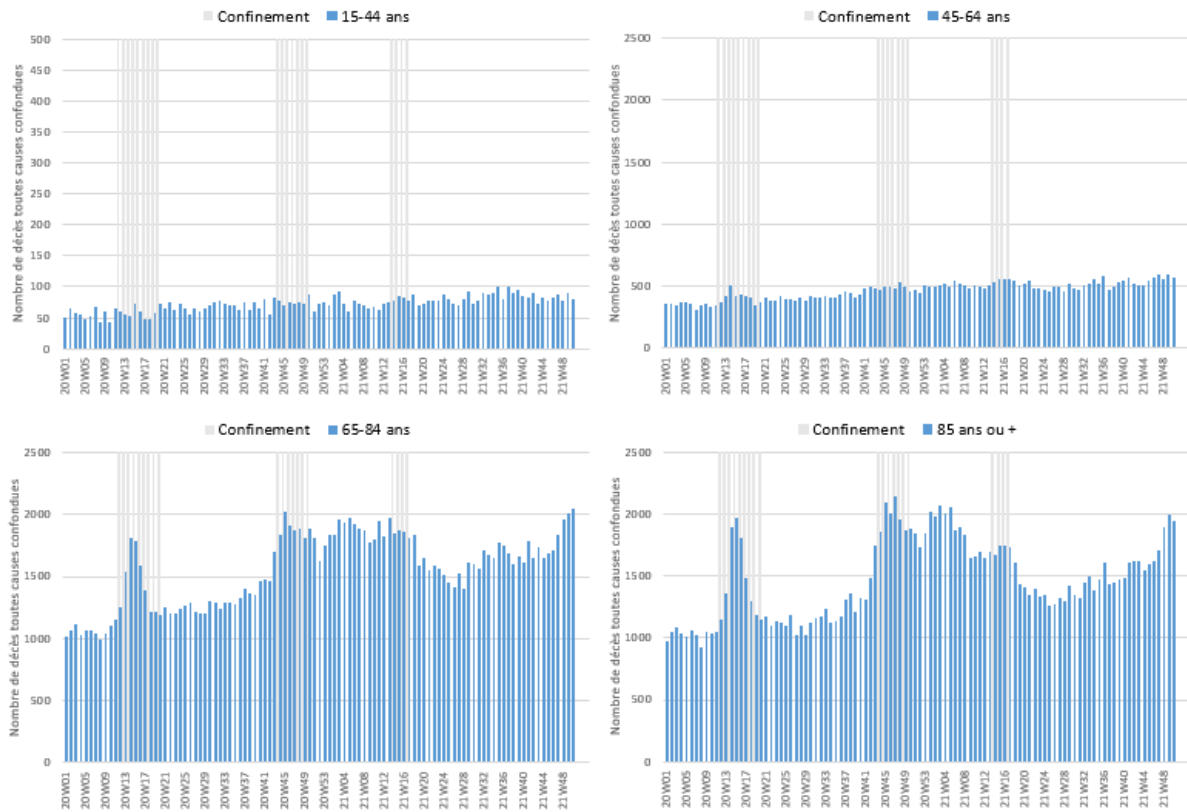 Confinement 15-44 ans
Nombre de décès toutes causes confondues
500
450
400
350
300
250
200
150
100
50
0
20W01 20W05 20W09 20W13 20W17 20W21 20W25 20W29 20W33 20W37 20W41 20W45 20W49 20W53 21W04 21W08 21W12 21W16 21W20 21W24 21W28 21W32 21W36 21W40 21W44 21W48
Confinement 45-64 ans
Nombre de décès toutes causes confondues
2500
2000
1500
1000
500
0
20W01 20W05 20W09 20W13 20W17 20W21 20W25 20W29 20W33 20W37 20W41 20W45 20W49 20W53 21W04 21W08 21W12 21W16 21W20 21W24 21W28 21W32 21W36 21W40 21W44 21W48
Confinement 65-84 ans
Nombre de décès toutes causes confondues
2500
2000
1500
1000
500
0
20W01 20W05 20W09 20W13 20W17 20W21 20W25 20W29 20W33 20W37 20W41 20W45 20W49 20W53 21W04 21W08 21W12 21W16 21W20 21W24 21W28 21W32 21W36 21W40 21W44 21W48
Confinement 85 ans ou +
Nombre de décès toutes causes confondues
2500
2000
1500
1000
500
0
20W01 20W05 20W09 20W13 20W17 20W21 20W25 20W29 20W33 20W37 20W41 20W45 20W49 20W53 21W04 21W08 21W12 21W16 21W20 21W24 21W28 21W32 21W36 21W40 21W44 21W48